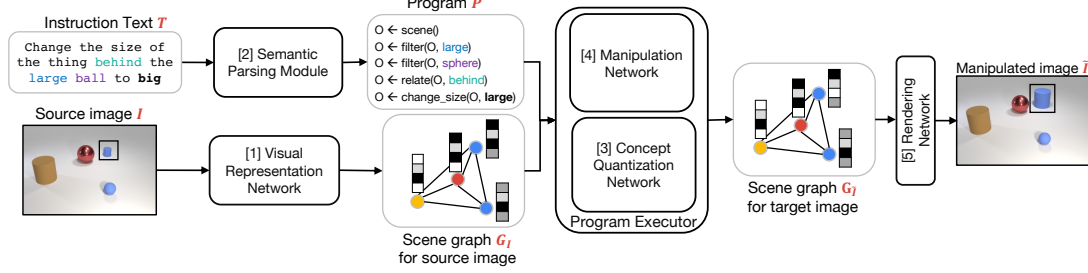 Instruction Text T
Change the size of
the thing behind the
large ball to big
[2] Semantic
Parsing Module
Program P
O ← scene()
O ← filter(O, large)
O ← filter(O, sphere)
O ← relate(O, behind)
O ← change_size(O, large)
Source image I
[1] Visual
Representation
Network
Scene graph G_I
for source image
[4] Manipulation
Network
[3] Concept
Quantization
Network
Program Executor
Scene graph G_Ĩ
for target image
[5] Rendering
Network
Manipulated image Ĩ